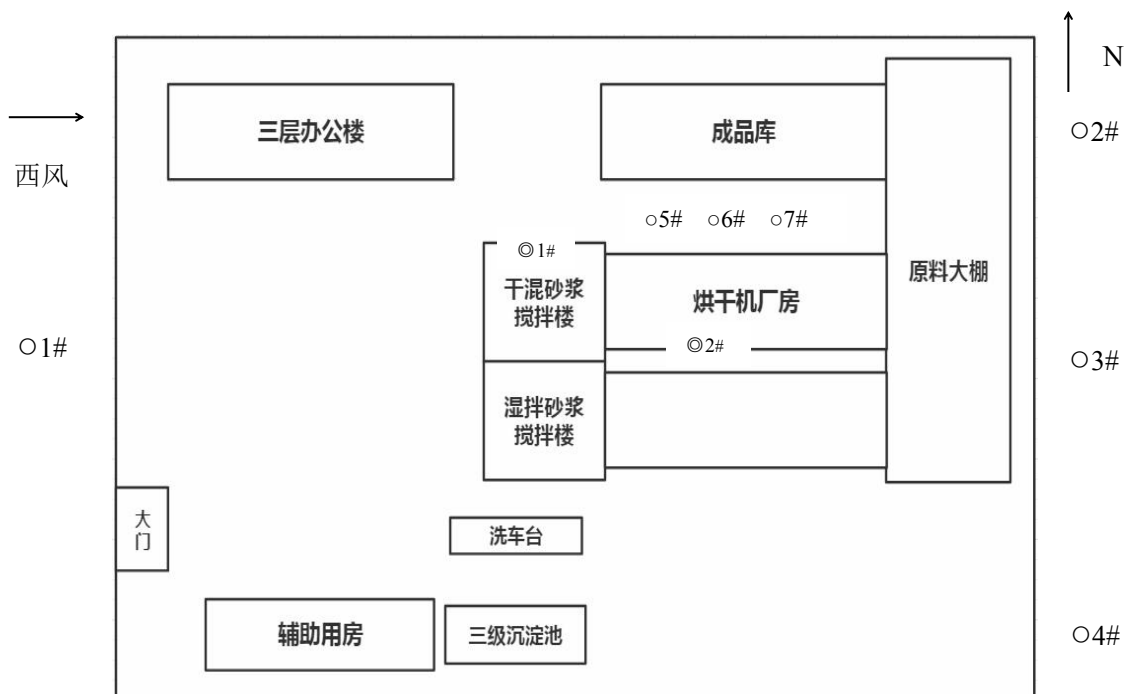 N
三层办公楼
成品库
○2#
西风
○5# ○6# ○7#
◎1#
干混砂浆
搅拌楼
烘干机厂房
原料大棚
○1#
◎2#
○3#
湿拌砂浆
搅拌楼
大
门
洗车台
辅助用房
三级沉淀池
○4#